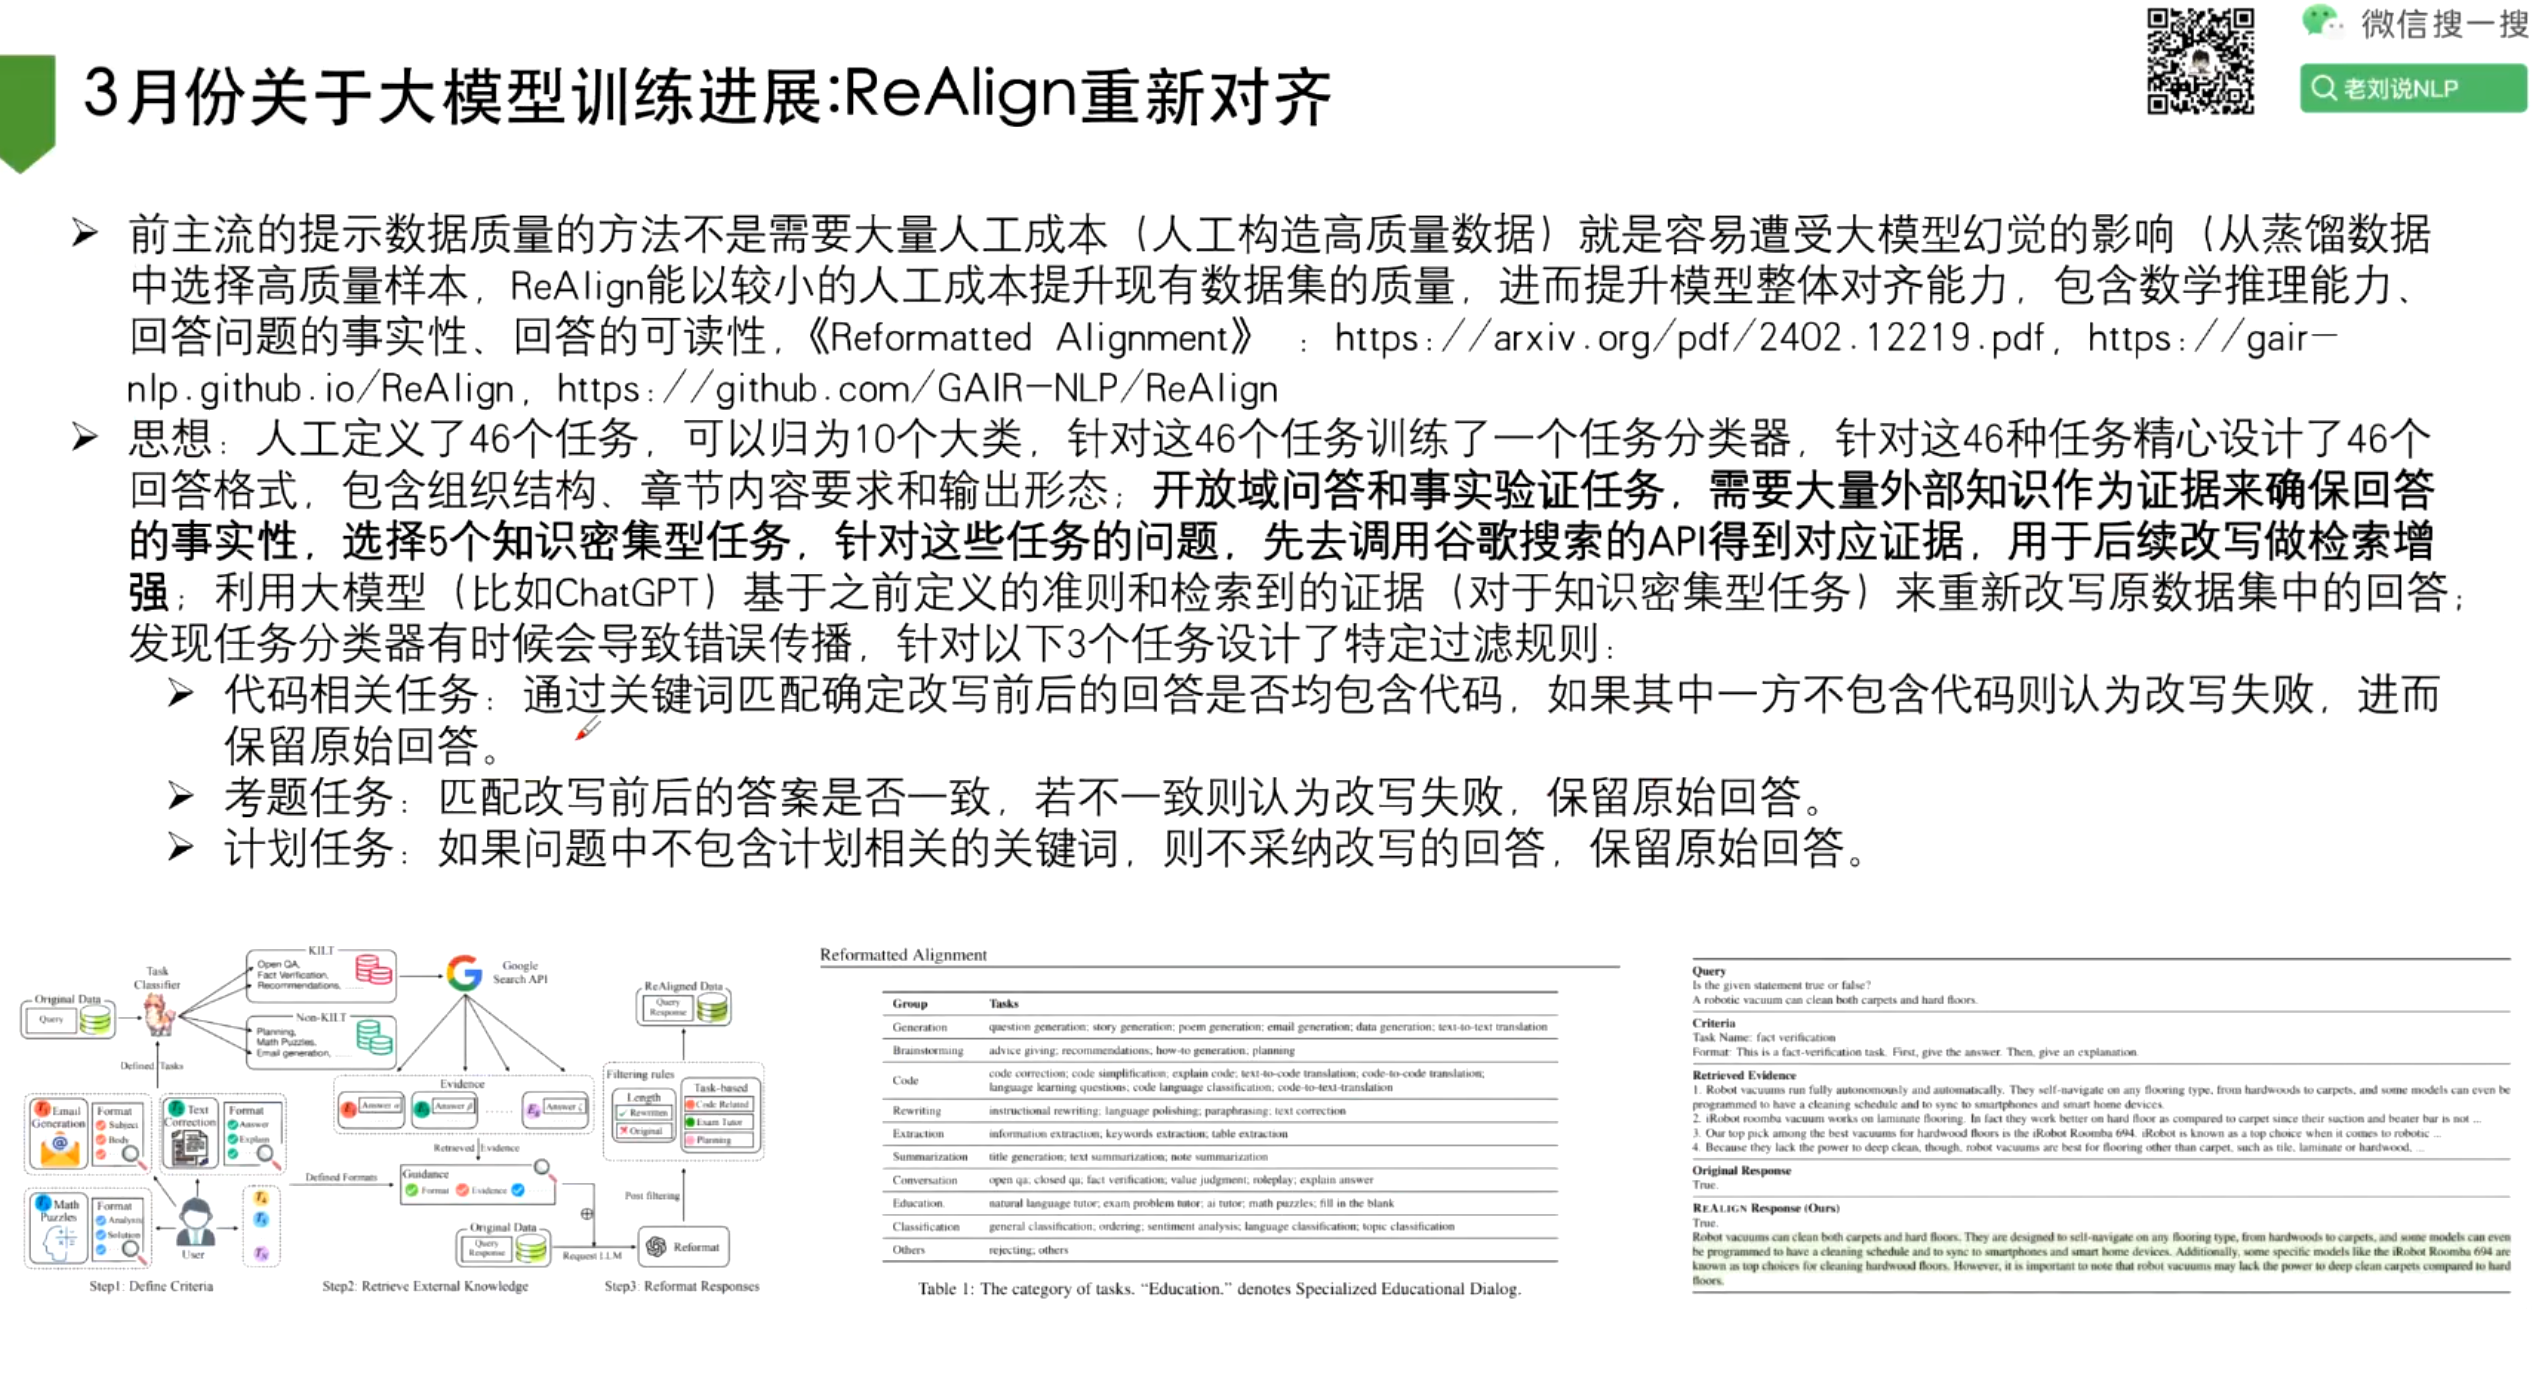 微信搜一搜
老刘说NLP
3月份关于大模型训练进展:ReAlign重新对齐
➢ 前主流的提示数据质量的方法不是需要大量人工成本（人工构造高质量数据）就是容易遭受大模型幻觉的影响（从蒸馏数据
中选择高质量样本，ReAlign能以较小的人工成本提升现有数据集的质量，进而提升模型整体对齐能力，包含数学推理能力、
回答问题的事实性、回答的可读性，《Reformatted Alignment》：https://arxiv.org/pdf/2402.12219.pdf，https://gair-
nlp.github.io/ReAlign，https://github.com/GAIR-NLP/ReAlign
➢ 思想：人工定义了46个任务，可以归为10个大类，针对这46个任务训练了一个任务分类器，针对这46种任务精心设计了46个
回答格式，包含组织结构、章节内容要求和输出形态；开放域问答和事实验证任务，需要大量外部知识作为证据来确保回答
的事实性，选择5个知识密集型任务，针对这些任务的问题，先去调用谷歌搜索的API得到对应证据，用于后续改写做检索增
强；利用大模型（比如ChatGPT）基于之前定义的准则和检索到的证据（对于知识密集型任务）来重新改写原数据集中的回答；
发现任务分类器有时候会导致错误传播，针对以下3个任务设计了特定过滤规则：
➢ 代码相关任务：通过关键词匹配确定改写前后的回答是否均包含代码，如果其中一方不包含代码则认为改写失败，进而
保留原始回答。
➢ 考题任务：匹配改写前后的答案是否一致，若不一致则认为改写失败，保留原始回答。
➢ 计划任务：如果问题中不包含计划相关的关键词，则不采纳改写的回答，保留原始回答。
Original Data
Query
Task
Classifier
KILT
Open QA,
Fact Verification,
Recommendations, ......
Non-KILT
Planning,
Math Puzzles,
Email generation, ......
Google
Search API
Defined Tasks
Email
Generation
Format
Subject
Body
Text
Correction
Format
Answer
Explain
Math
Puzzles
Format
Analysis
Solution
User
Step1: Define Criteria
Evidence
Answer
Answer
Answer
Retrieved Evidence
Defined Formats
Guidance
Format
Evidence
Original Data
Query
Response
Request LLM
Step2: Retrieve External Knowledge
ReAligned Data
Query
Response
Filtering rules
Length
Rewritten
Original
Task-based
Code Related
Exam Tutor
Planning
Post filtering
Reformat
Step3: Reformat Responses
Reformatted Alignment
Group Tasks
Generation question generation; story generation; poem generation; email generation; data generation; text-to-text translation
Brainstorming advice giving; recommendations; how-to generation; planning
Code code correction; code simplification; explain code; text-to-code translation; code-to-code translation;
language learning questions; code language classification; code-to-text-translation
Rewriting instructional rewriting; language polishing; paraphrasing; text correction
Extraction information extraction; keywords extraction; table extraction
Summarization title generation; text summarization; note summarization
Conversation open qa; closed qa; fact verification; value judgment; roleplay; explain answer
Education. natural language tutor; exam problem tutor; ai tutor; math puzzles; fill in the blank
Classification general classification; ordering; sentiment analysis; language classification; topic classification
Others rejecting; others
Table 1: The category of tasks. “Education.” denotes Specialized Educational Dialog.
Query
Is the given statement true or false?
A robotic vacuum can clean both carpets and hard floors.
Criteria
Task Name: fact verification
Format: This is a fact-verification task. First, give the answer. Then, give an explanation.
Retrieved Evidence
1. Robot vacuums run fully autonomously and automatically. They self-navigate on any flooring type, from hardwoods to carpets, and some models can even be
programmed to have a cleaning schedule and to sync to smartphones and smart home devices.
2. iRobot roomba vacuum works on laminate flooring. In fact they work better on hard floor as compared to carpet since their suction and beater bar is not ...
3. Our top pick among the best vacuums for hardwood floors is the iRobot Roomba 694. iRobot is known as a top choice when it comes to robotic ...
4. Because they lack the power to deep clean, though, robot vacuums are best for flooring other than carpet, such as tile, laminate or hardwood, ...
Original Response
True.
REALIGN Response (Ours)
True.
Robot vacuums can clean both carpets and hard floors. They are designed to self-navigate on any flooring type, from hardwoods to carpets, and some models can even
be programmed to have a cleaning schedule and to sync to smartphones and smart home devices. Additionally, some specific models like the iRobot Roomba 694 are
known as top choices for cleaning hardwood floors. However, it is important to note that robot vacuums may lack the power to deep clean carpets compared to hard
floors.